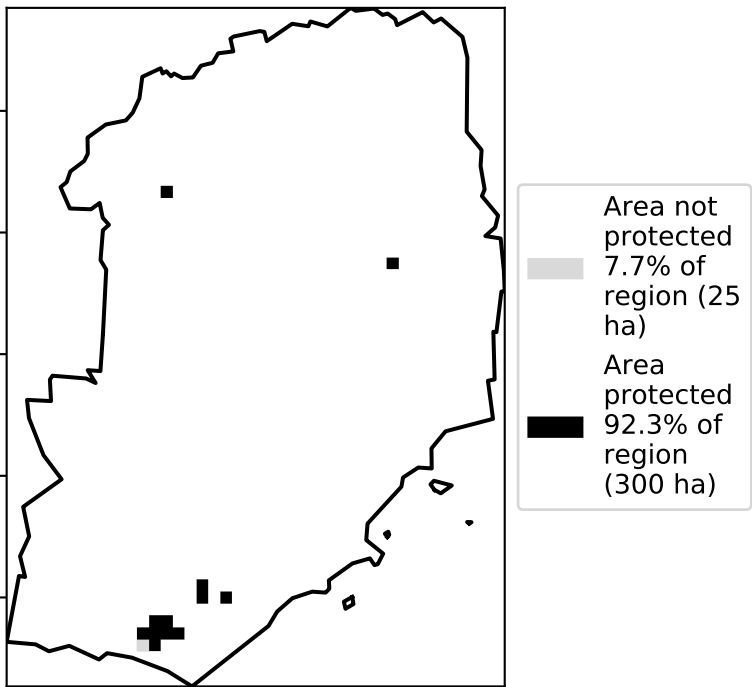 Area not
protected
7.7% of
region (25
ha)
Area
protected
92.3% of
region
(300 ha)